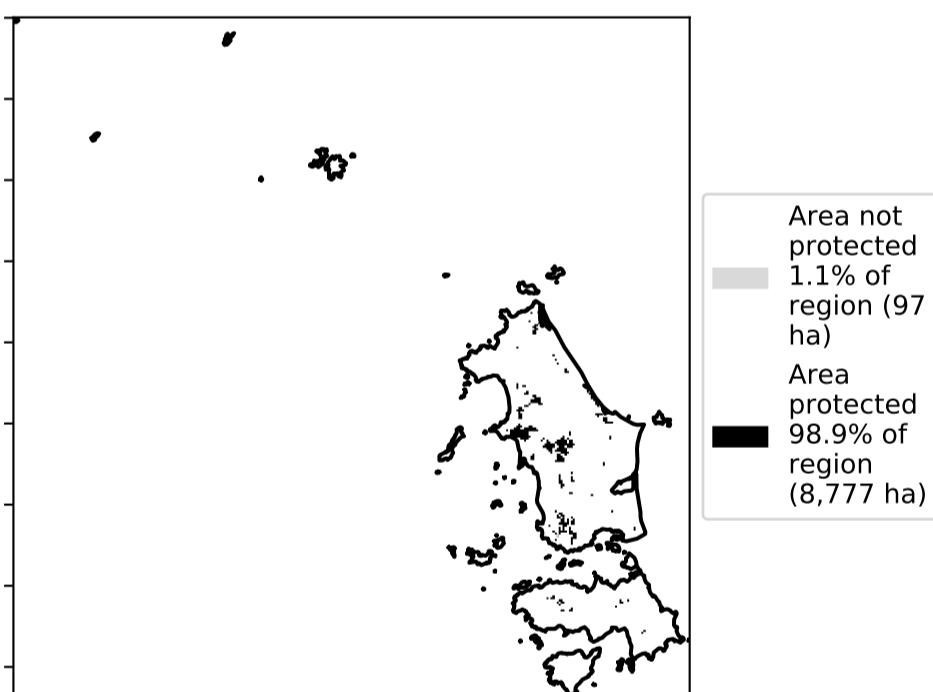 Area not
protected
1.1% of
region (97
ha)
Area
protected
98.9% of
region
(8,777 ha)